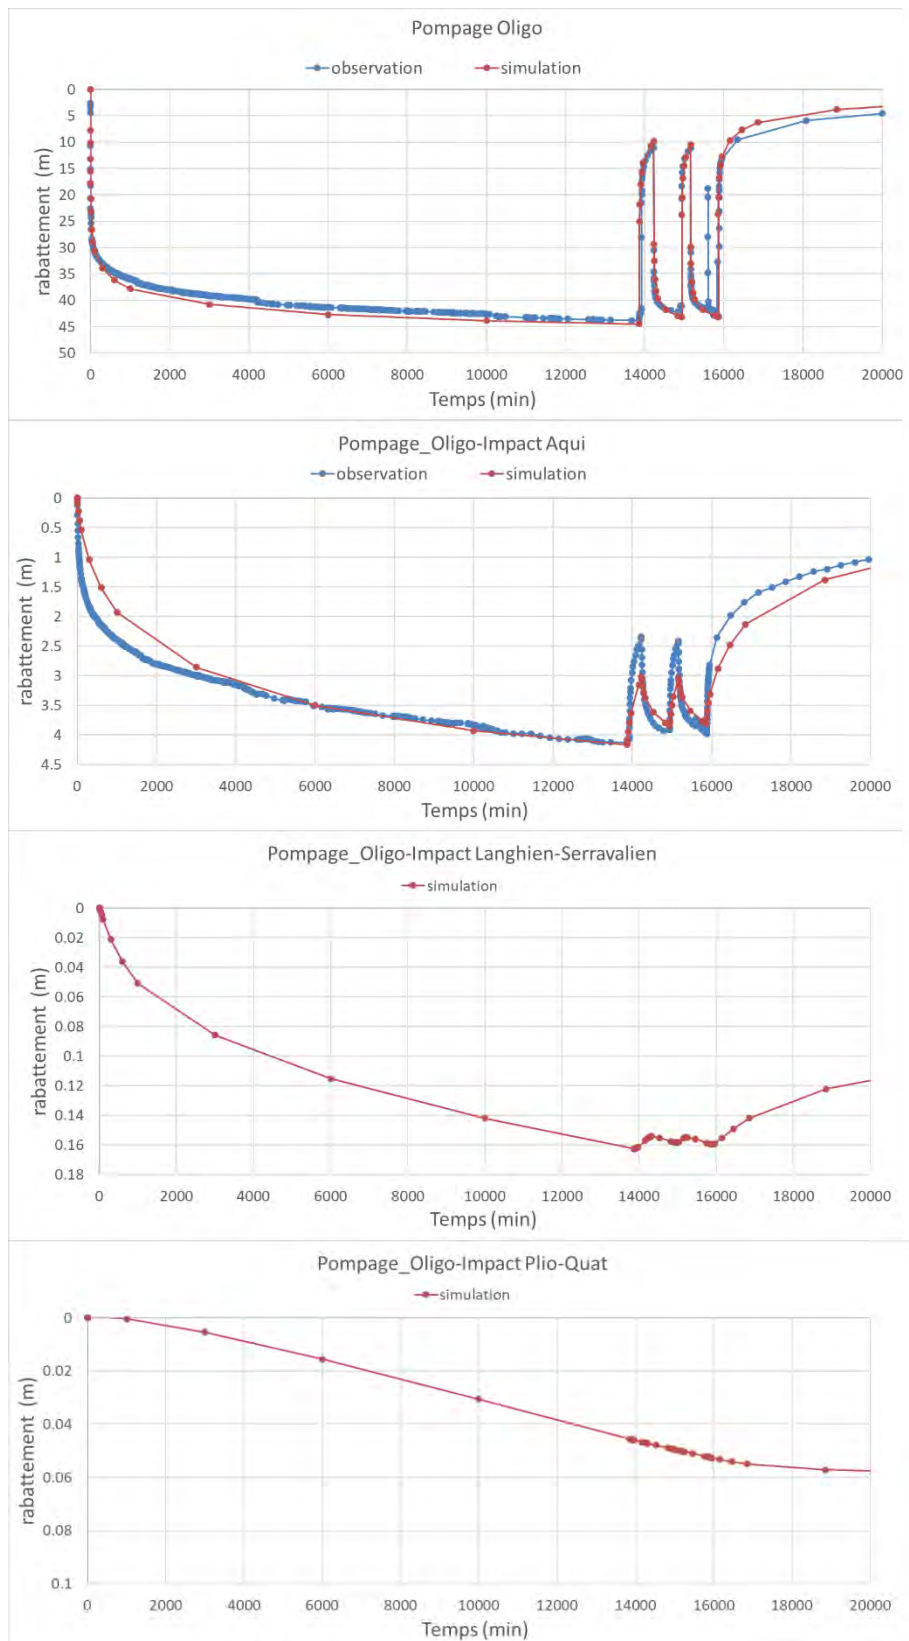 Pompage Oligo
observation simulation
0
5
10
15
20
25
30
35
40
45
50
rabattement (m)
0 2000 4000 6000 8000 10000 12000 14000 16000 18000 20000
Temps (min)
Pompage_Oligo-Impact Aqui
observation simulation
0
0.5
1
1.5
2
2.5
3
3.5
4
4.5
rabattement (m)
0 2000 4000 6000 8000 10000 12000 14000 16000 18000 20000
Temps (min)
Pompage_Oligo-Impact Langhien-Serravalien
simulation
0
0.02
0.04
0.06
0.08
0.1
0.12
0.14
0.16
0.18
rabattement (m)
0 2000 4000 6000 8000 10000 12000 14000 16000 18000 20000
Temps (min)
Pompage_Oligo-Impact Plio-Quat
simulation
0
0.02
0.04
0.06
0.08
0.1
rabattement (m)
0 2000 4000 6000 8000 10000 12000 14000 16000 18000 20000
Temps (min)